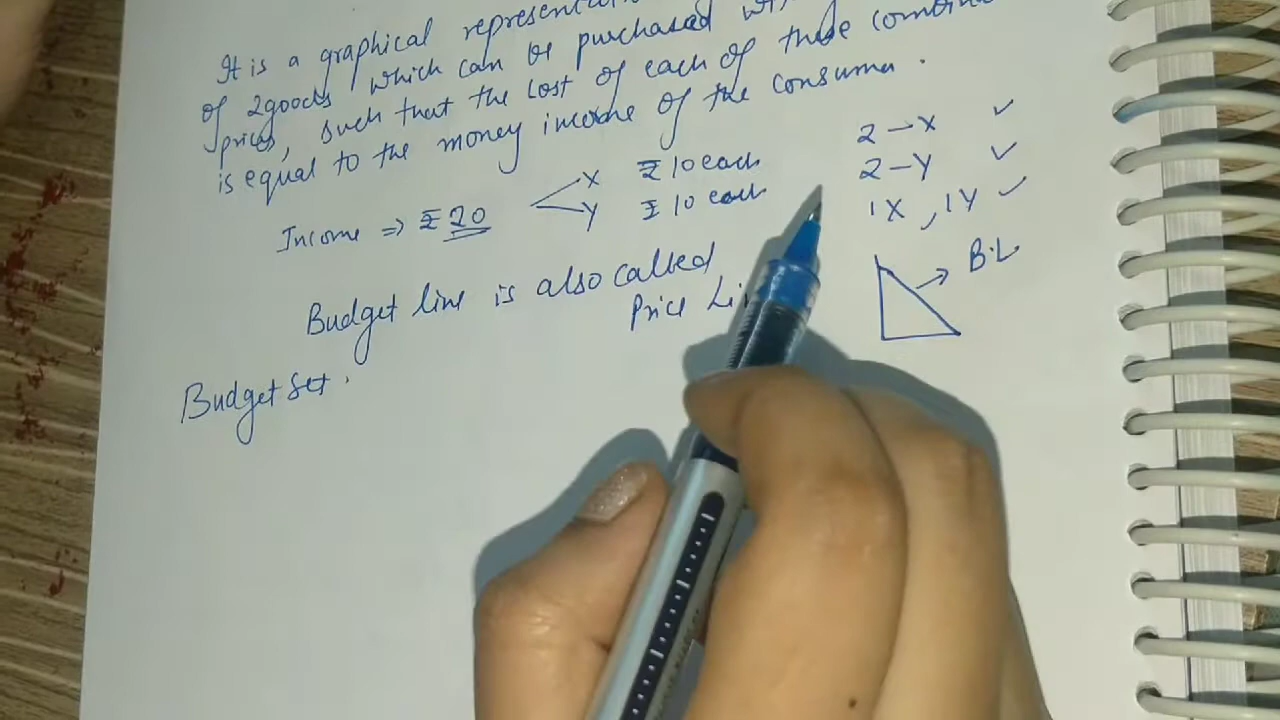 It is a graphical
of 2goods which can be purchased
prices, such that the cost of each of these
is equal to the money income of the consumer.
Income => ₹ 20
X ₹ 10 each
Y ₹ 10 each
2 - X ✓
2 - Y ✓
1X, 1Y ✓
B.L
Budget line is also called
Price Li
Budget Set.